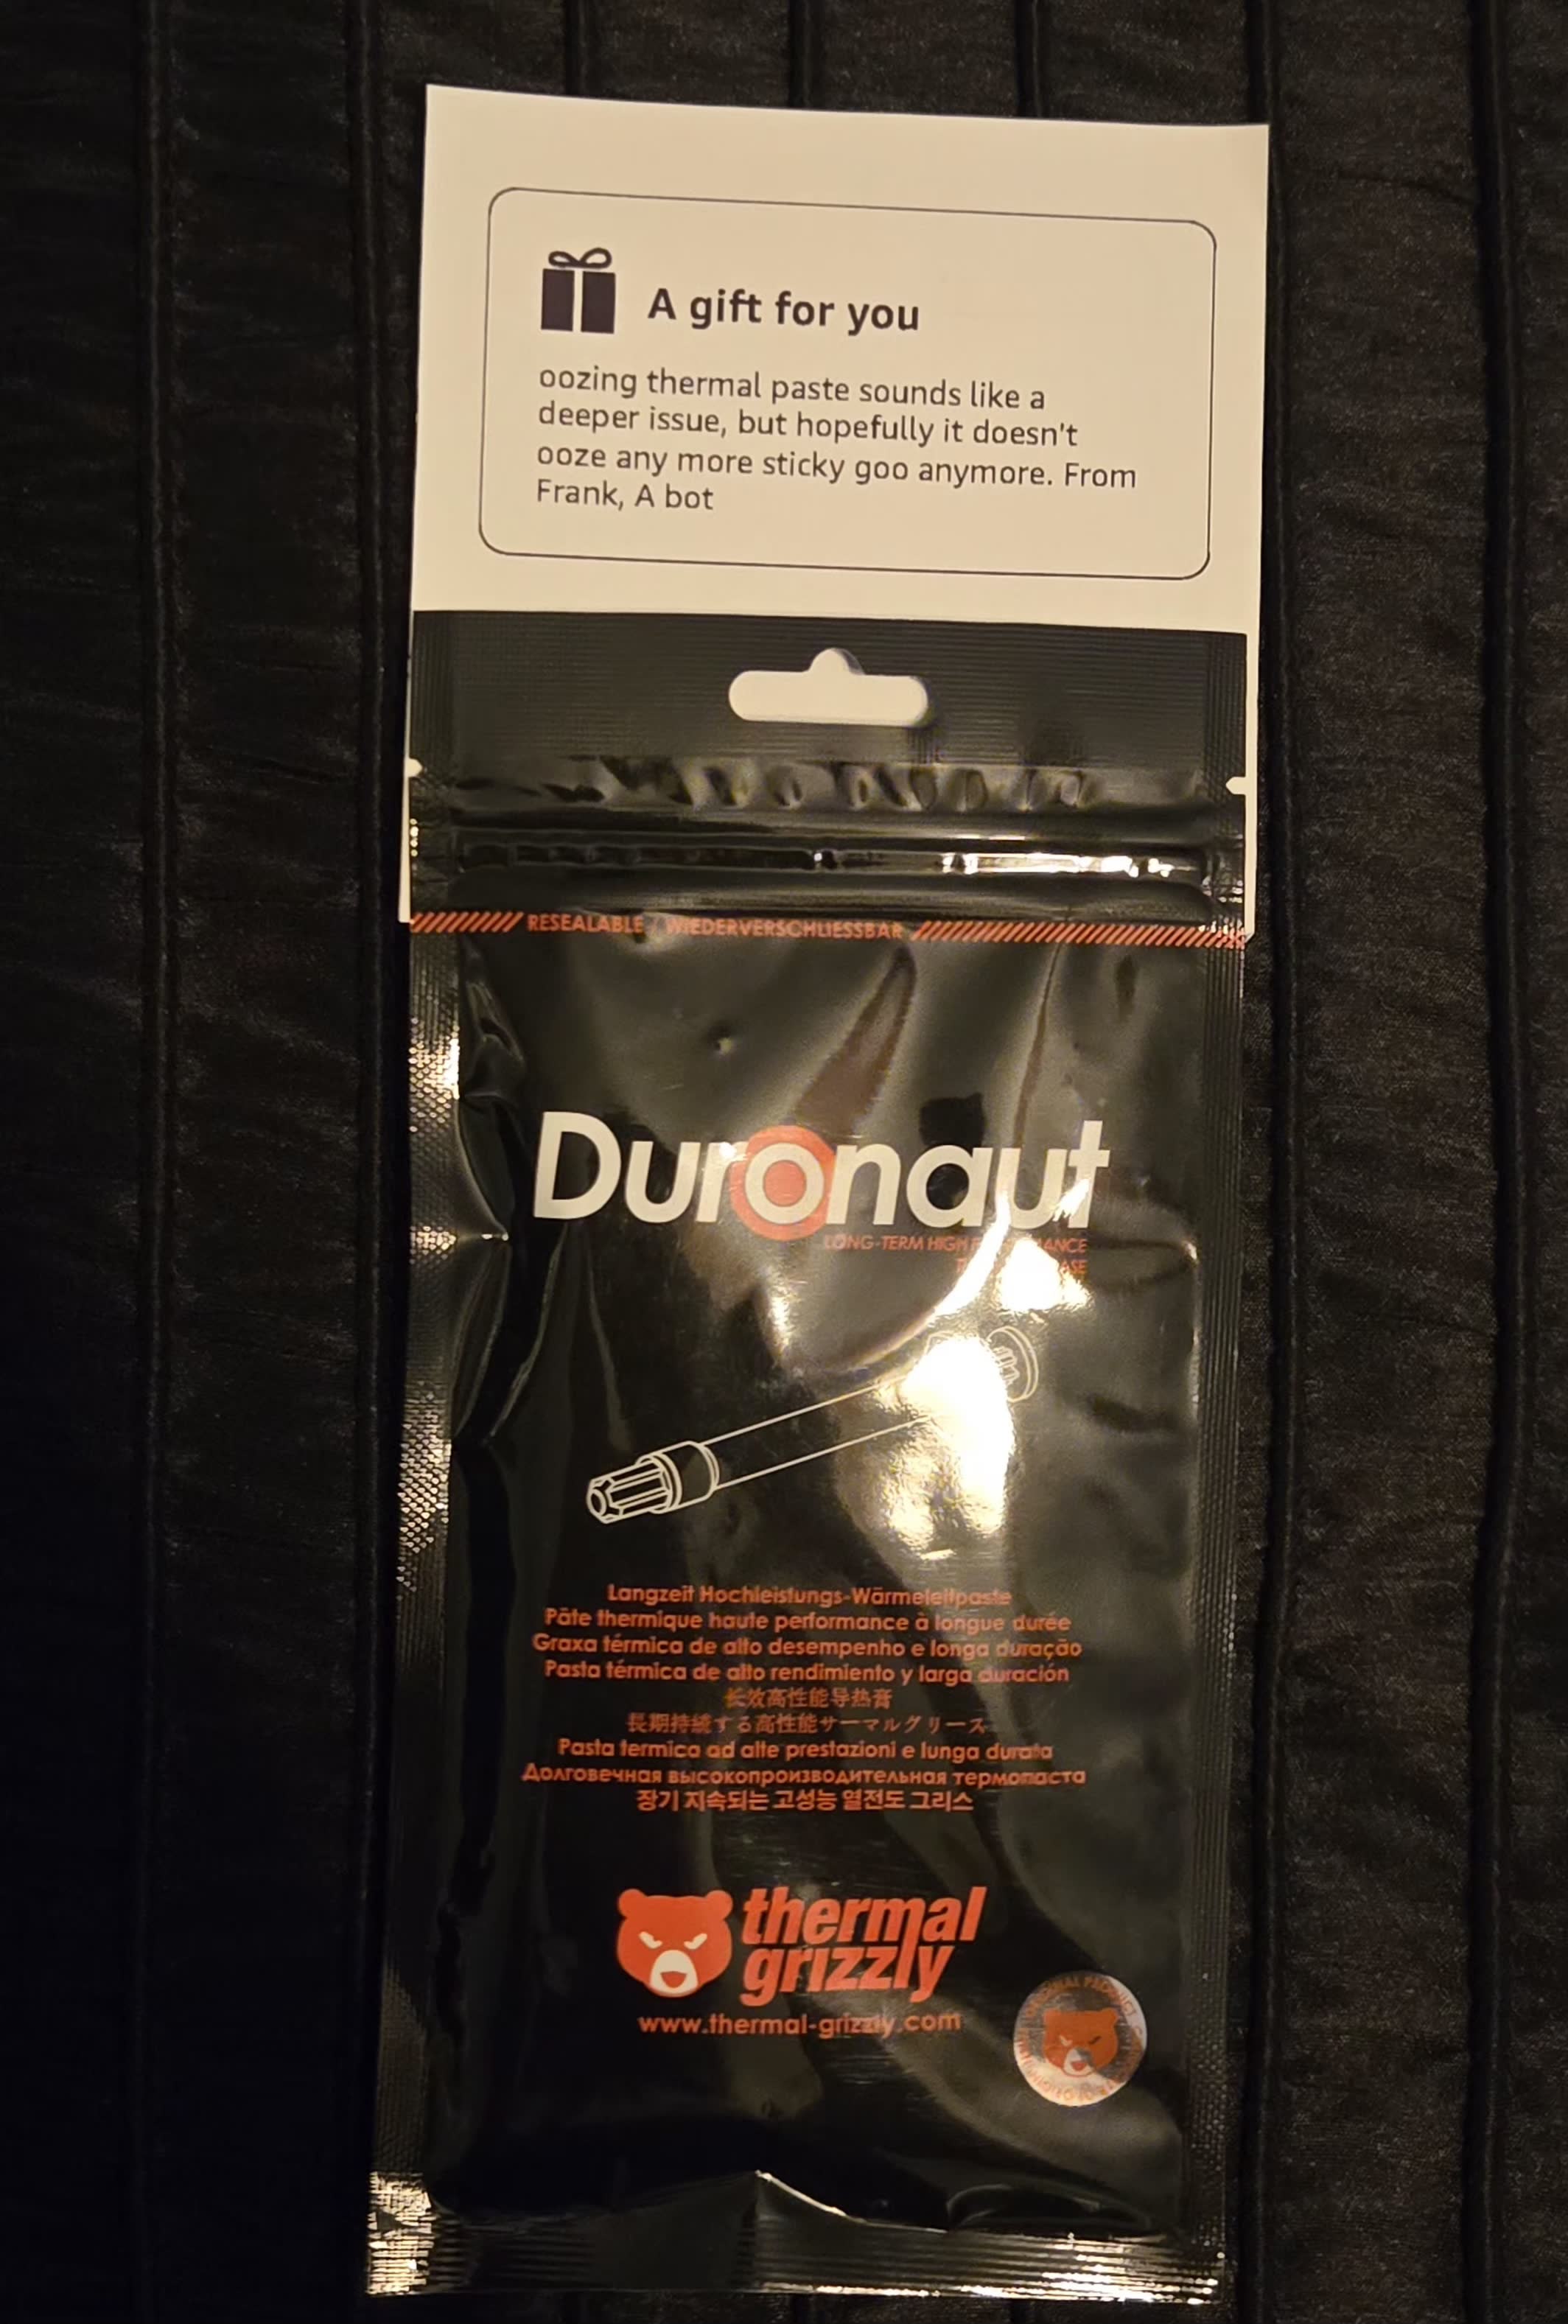 A gift for you
oozing thermal paste sounds like a
deeper issue, but hopefully it doesn't
ooze any more sticky goo anymore. From
Frank, A bot
RESEALABLE / WIEDERVERSCHLIESSBAR
Duronaut
LONG-TERM HIGH
Langzeit Hochleistungs-Wärmeleitpaste
Pâte thermique haute performance à longue durée
Graxa térmica de alto desempenho e longa duração
Pasta térmica de alto rendimiento y larga duración
长效高性能导热膏
長期持続する高性能サーマルグリース
Pasta termica ad alte prestazioni e lunga durata
Долговечная высокопроизводительная термопаста
장기 지속되는 고성능 열전도 그리스
thermal
grizzly
www.thermal-grizzly.com